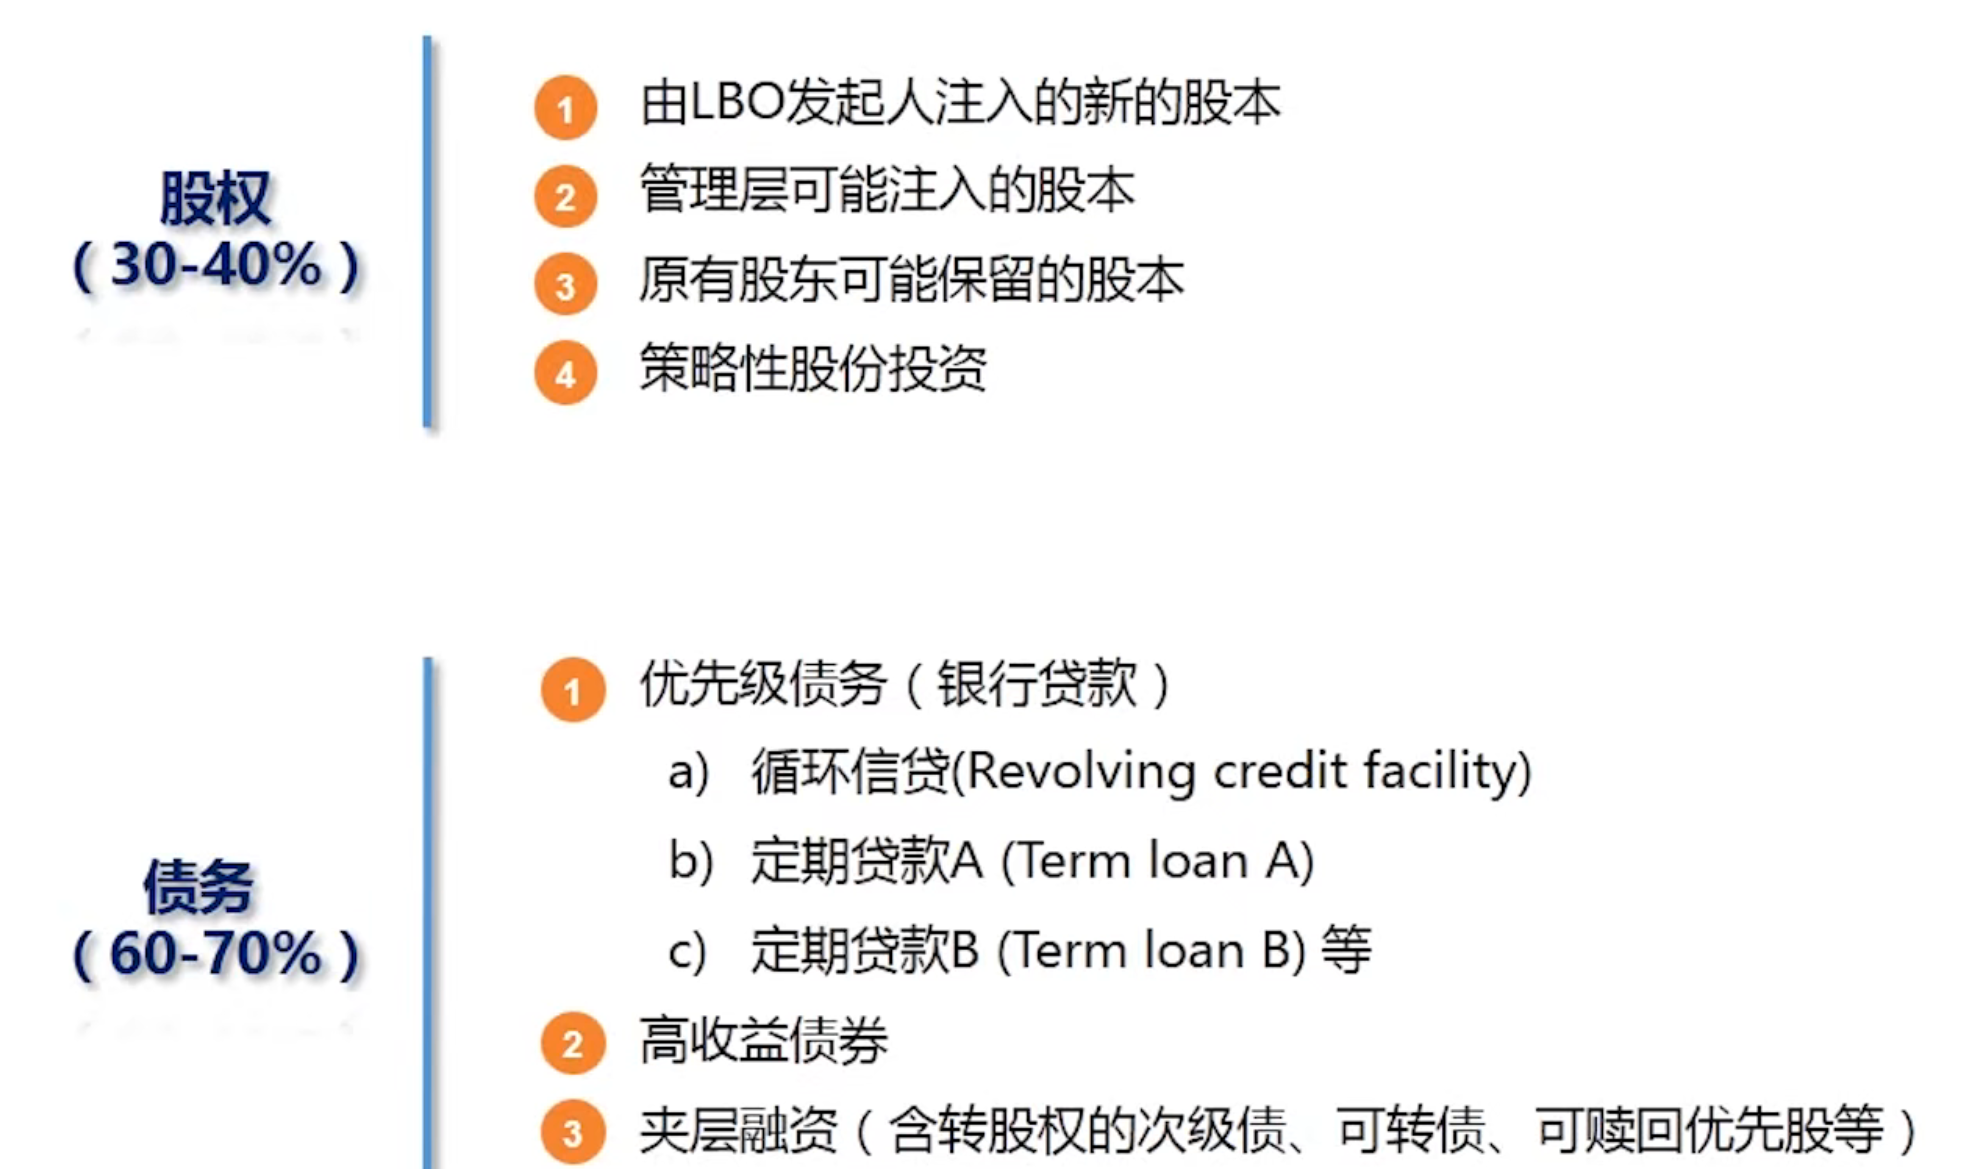 股权
（30-40%）
1 由LBO发起人注入的新的股本
2 管理层可能注入的股本
3 原有股东可能保留的股本
4 策略性股份投资
债务
（60-70%）
1 优先级债务（银行贷款）
a) 循环信贷(Revolving credit facility)
b) 定期贷款A (Term loan A)
c) 定期贷款B (Term loan B) 等
2 高收益债券
3 夹层融资（含转股权的次级债、可转债、可赎回优先股等）